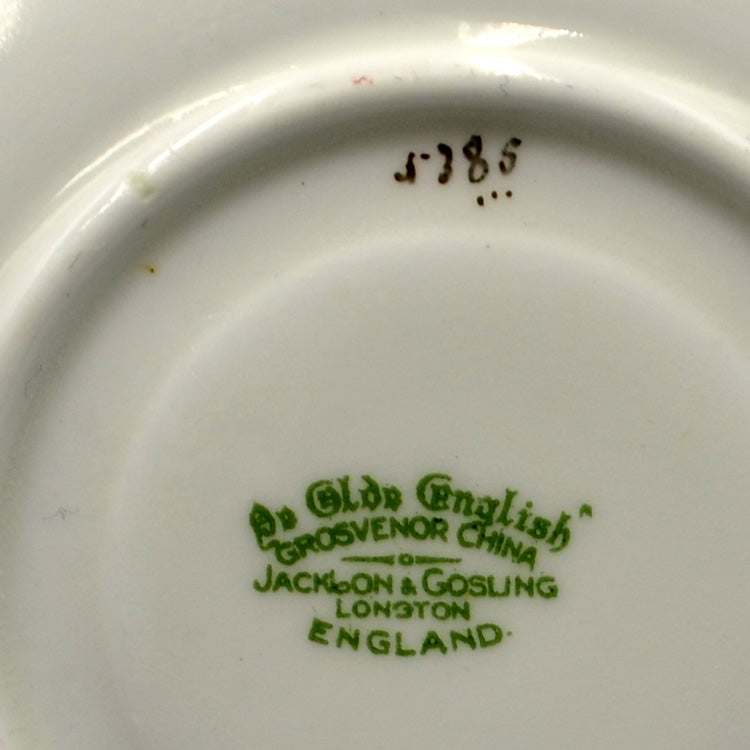 5385
Ye Olde English"
GROSVENOR CHINA
JACKSON & GOSLING
LONGTON
ENGLAND